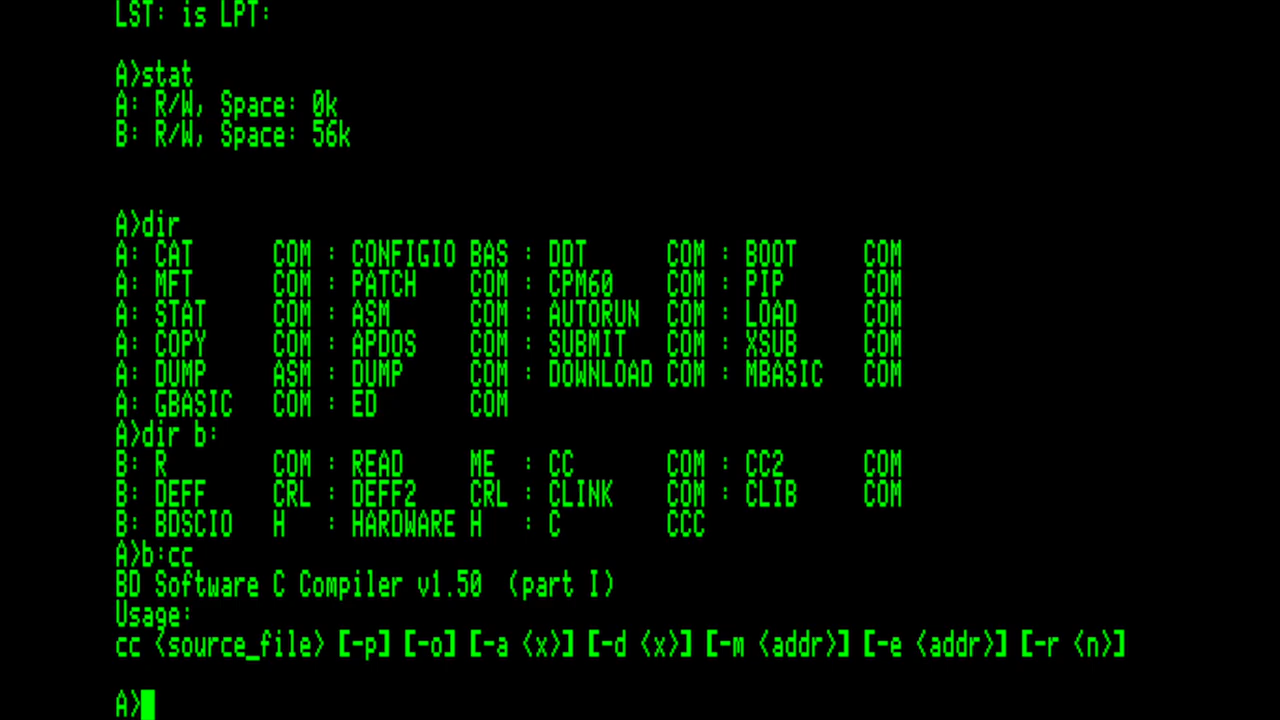 LST: is LPT:
A>stat
A: R/W, Space: 0k
B: R/W, Space: 56k
A>dir
A: CAT      COM : CONFIGIO BAS : DDT      COM : BOOT     COM
A: MFT      COM : PATCH    COM : CPM60    COM : PIP      COM
A: STAT     COM : ASM      COM : AUTORUN  COM : LOAD     COM
A: COPY     COM : APDOS    COM : SUBMIT   COM : XSUB     COM
A: DUMP     ASM : DUMP     COM : DOWNLOAD COM : MBASIC   COM
A: GBASIC   COM : ED       COM
A>dir b:
B: R        COM : READ     ME  : CC       COM : CC2      COM
B: DEFF     CRL : DEFF2    CRL : CLINK    COM : CLIB     COM
B: BDSCIO   H   : HARDWARE H   : C        CCC
A>b:cc
BD Software C Compiler v1.50  (part I)
Usage:
cc <source_file> [-p] [-o] [-a <x>] [-d <x>] [-m <addr>] [-e <addr>] [-r <n>]
A>